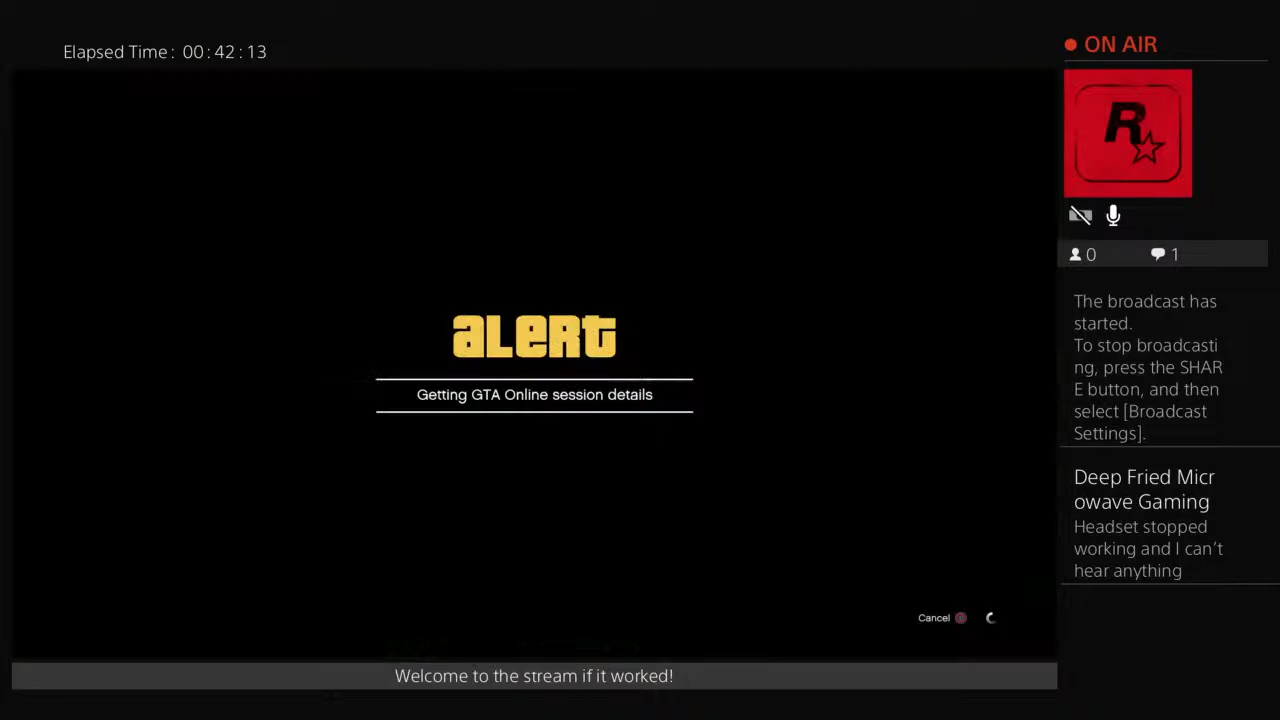 Elapsed Time: 00:42:13
ON AIR
R
0 1
The broadcast has
started.
To stop broadcasti
ng, press the SHAR
E button, and then
select [Broadcast
Settings].
Deep Fried Micr
owave Gaming
Headset stopped
working and I can't
hear anything
aLeRt
Getting GTA Online session details
Cancel
Welcome to the stream if it worked!